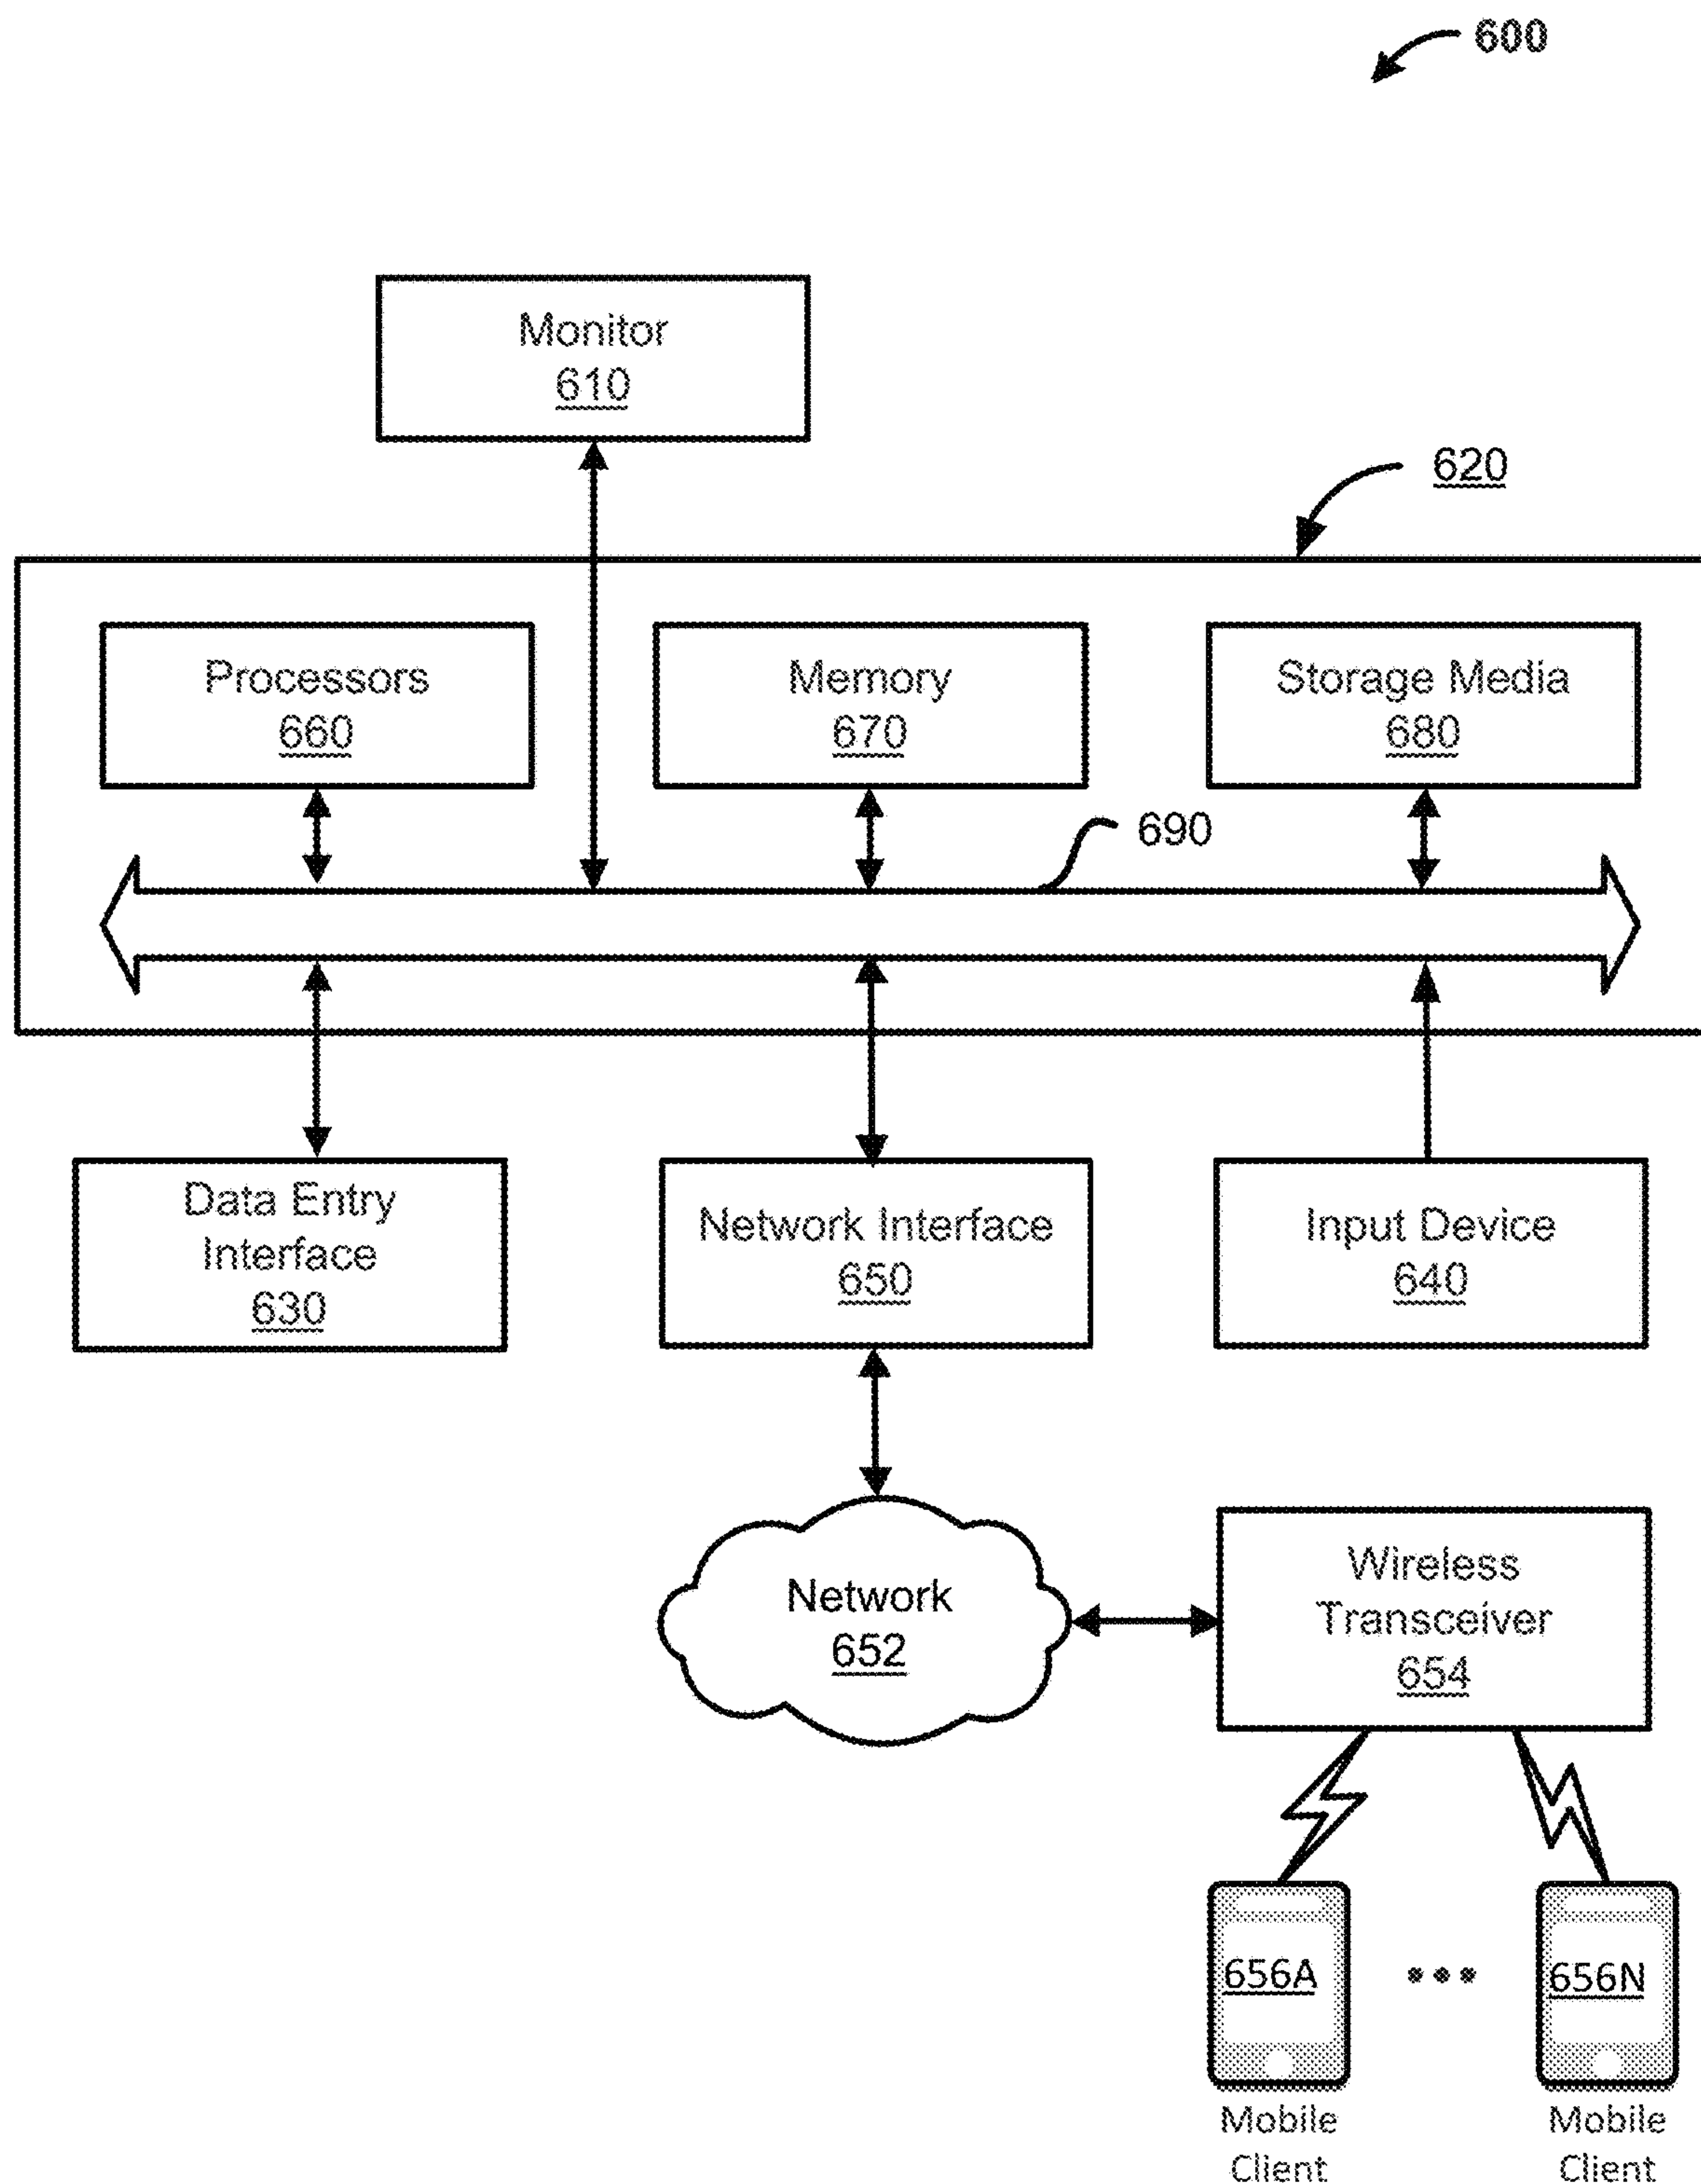 600
Monitor
610
620
Processors
660
Memory
670
Storage Media
680
690
Data Entry
Interface
630
Network Interface
650
Input Device
640
Network
652
Wireless
Transceiver
654
656A
656N
Mobile
Client
Mobile
Client